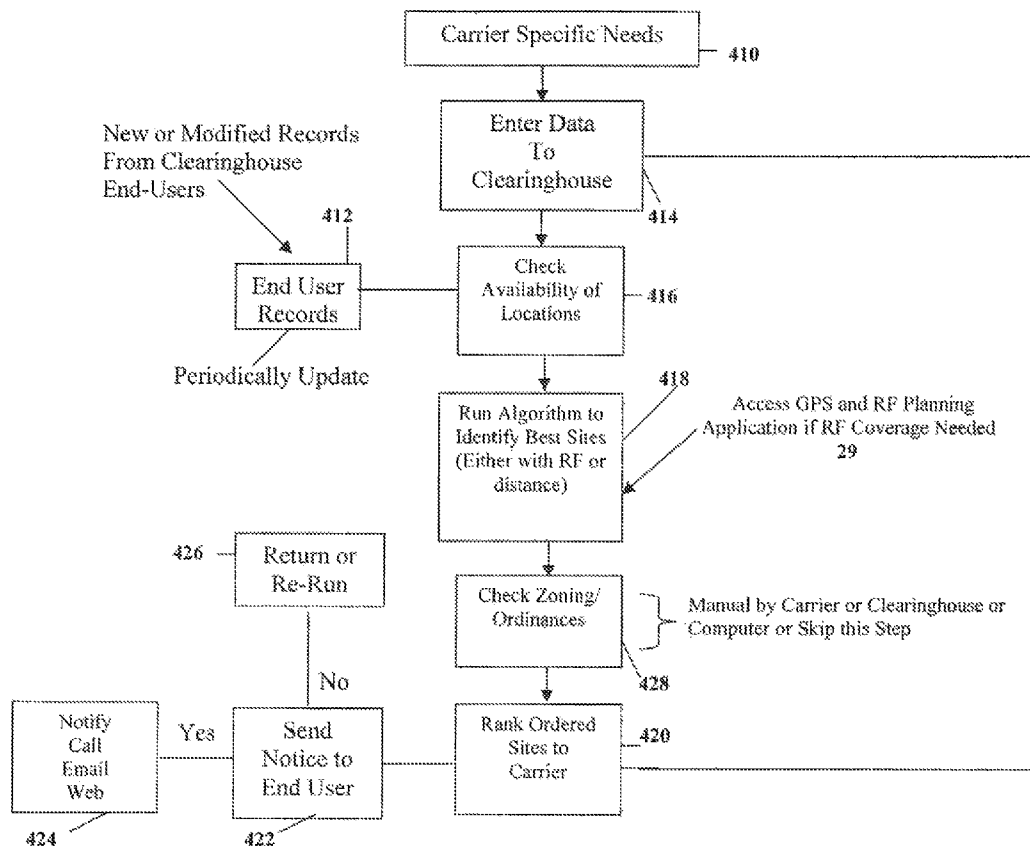 Carrier Specific Needs
410
Enter Data
To
Clearinghouse
414
New or Modified Records
From Clearinghouse
End-Users
412
End User
Records
Periodically Update
Check
Availability of
Locations
416
418
Run Algorithm to
Identify Best Sites
(Either with RF or
distance)
Access GPS and RF Planning
Application if RF Coverage Needed
29
426
Return or
Re-Run
Check Zoning/
Ordinances
Manual by Carrier or Clearinghouse or
Computer or Skip this Step
428
No
Notify
Call
Email
Web
Yes
Send
Notice to
End User
Rank Ordered
Sites to
Carrier
420
424
422